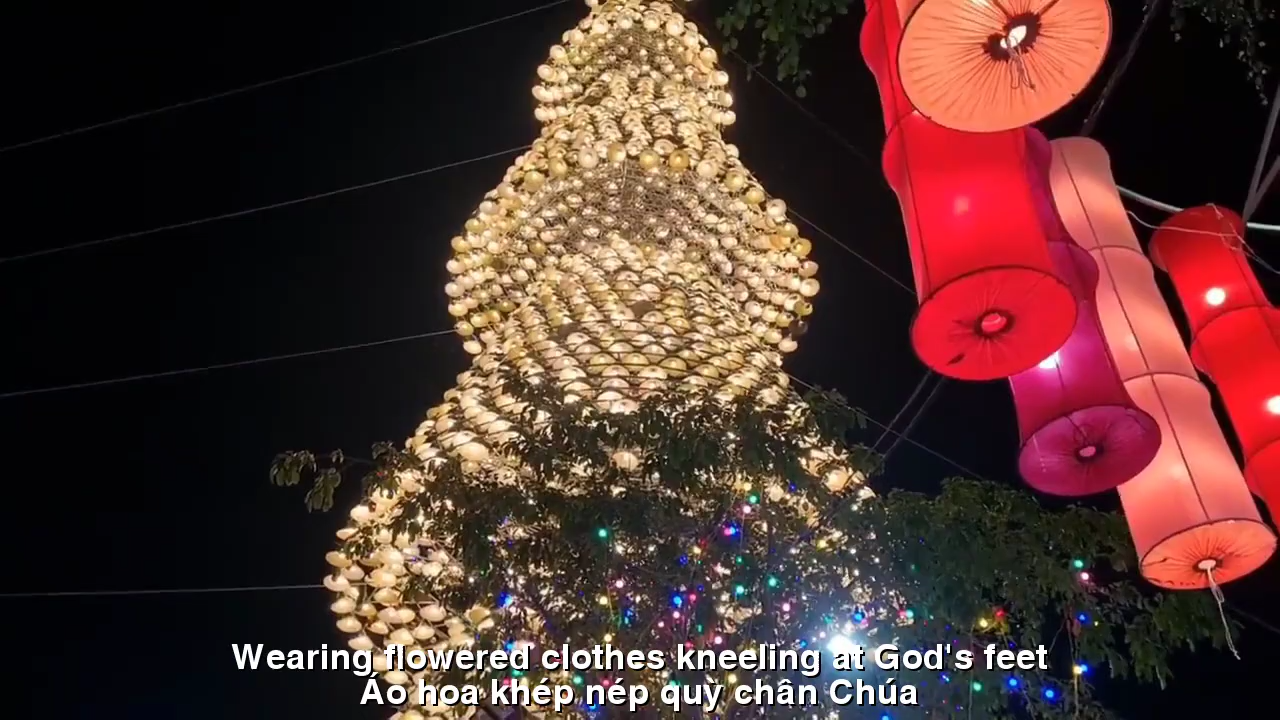 Wearing flowered clothes kneeling at God's feet
Áo hoa khép nép quỳ chân Chúa